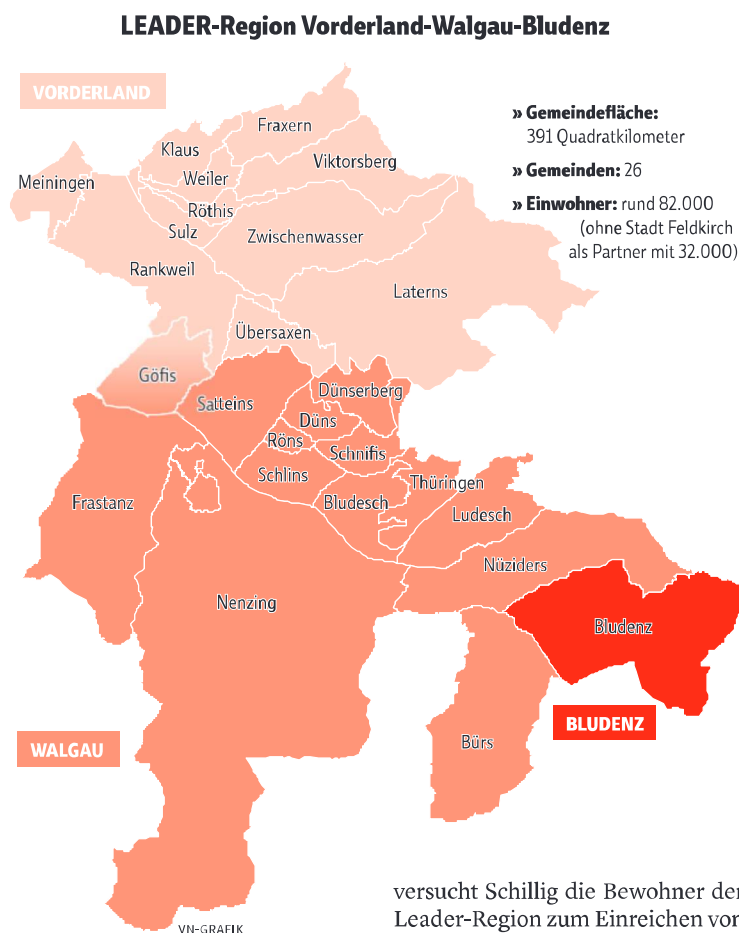 LEADER-Region Vorderland-Walgau-Bludenz
VORDERLAND
» Gemeindefläche:
391 Quadratkilometer
» Gemeinden: 26
» Einwohner: rund 82.000
(ohne Stadt Feldkirch
als Partner mit 32.000)
Fraxern
Klaus
Viktorsberg
Weiler
Meiningen
Röthis
Sulz
Zwischenwasser
Rankweil
Laterns
Übersaxen
Göfis
Dünserberg
Satteins
Düns
Röns
Schnifis
Schlins
Thüringen
Frastanz
Bludesch
Ludesch
Nüziders
Nenzing
Bludenz
BLUDENZ
WALGAU
Bürs
versucht Schillig die Bewohner der
Leader-Region zum Einreichen von
VN-GRAFIK